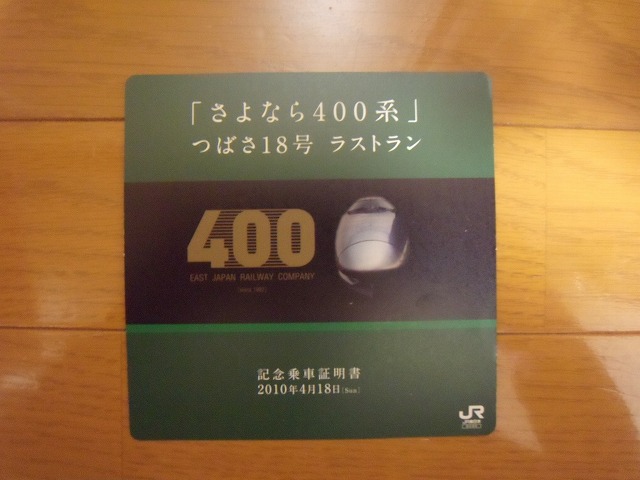 「さよなら400系」
つばさ18号 ラストラン
400
EAST JAPAN RAILWAY COMPANY
記念乗車証明書
2010年4月18日[Sun]
JR